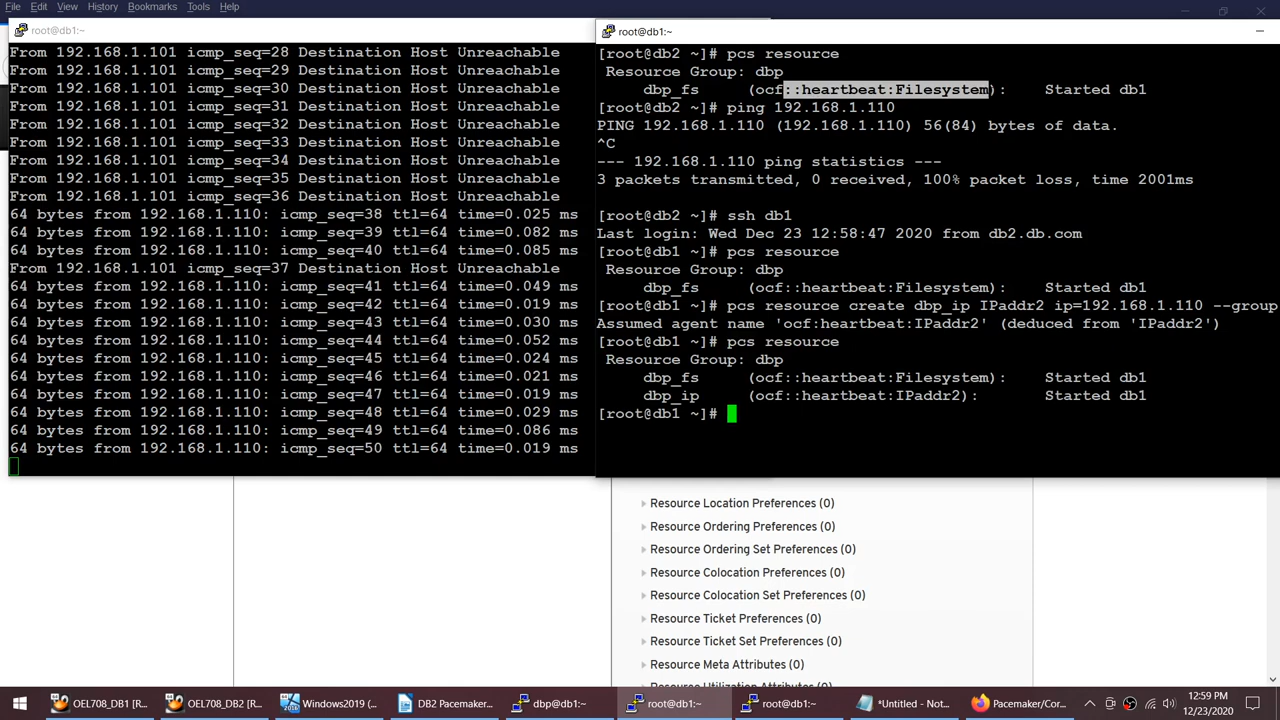 File Edit View History Bookmarks Tools Help
root@db1:~
From 192.168.1.101 icmp_seq=28 Destination Host Unreachable
From 192.168.1.101 icmp_seq=29 Destination Host Unreachable
From 192.168.1.101 icmp_seq=30 Destination Host Unreachable
From 192.168.1.101 icmp_seq=31 Destination Host Unreachable
From 192.168.1.101 icmp_seq=32 Destination Host Unreachable
From 192.168.1.101 icmp_seq=33 Destination Host Unreachable
From 192.168.1.101 icmp_seq=34 Destination Host Unreachable
From 192.168.1.101 icmp_seq=35 Destination Host Unreachable
From 192.168.1.101 icmp_seq=36 Destination Host Unreachable
64 bytes from 192.168.1.110: icmp_seq=38 ttl=64 time=0.025 ms
64 bytes from 192.168.1.110: icmp_seq=39 ttl=64 time=0.082 ms
64 bytes from 192.168.1.110: icmp_seq=40 ttl=64 time=0.085 ms
From 192.168.1.101 icmp_seq=37 Destination Host Unreachable
64 bytes from 192.168.1.110: icmp_seq=41 ttl=64 time=0.049 ms
64 bytes from 192.168.1.110: icmp_seq=42 ttl=64 time=0.019 ms
64 bytes from 192.168.1.110: icmp_seq=43 ttl=64 time=0.030 ms
64 bytes from 192.168.1.110: icmp_seq=44 ttl=64 time=0.052 ms
64 bytes from 192.168.1.110: icmp_seq=45 ttl=64 time=0.024 ms
64 bytes from 192.168.1.110: icmp_seq=46 ttl=64 time=0.021 ms
64 bytes from 192.168.1.110: icmp_seq=47 ttl=64 time=0.019 ms
64 bytes from 192.168.1.110: icmp_seq=48 ttl=64 time=0.029 ms
64 bytes from 192.168.1.110: icmp_seq=49 ttl=64 time=0.086 ms
64 bytes from 192.168.1.110: icmp_seq=50 ttl=64 time=0.019 ms
root@db1:~
[root@db2 ~]# pcs resource
Resource Group: dbp
dbp_fs (ocf::heartbeat:Filesystem): Started db1
[root@db2 ~]# ping 192.168.1.110
PING 192.168.1.110 (192.168.1.110) 56(84) bytes of data.
^C
--- 192.168.1.110 ping statistics ---
3 packets transmitted, 0 received, 100% packet loss, time 2001ms
[root@db2 ~]# ssh db1
Last login: Wed Dec 23 12:58:47 2020 from db2.db.com
[root@db1 ~]# pcs resource
Resource Group: dbp
dbp_fs (ocf::heartbeat:Filesystem): Started db1
[root@db1 ~]# pcs resource create dbp_ip IPaddr2 ip=192.168.1.110 --group
Assumed agent name 'ocf:heartbeat:IPaddr2' (deduced from 'IPaddr2')
[root@db1 ~]# pcs resource
Resource Group: dbp
dbp_fs (ocf::heartbeat:Filesystem): Started db1
dbp_ip (ocf::heartbeat:IPaddr2): Started db1
[root@db1 ~]#
Resource Location Preferences (0)
Resource Ordering Preferences (0)
Resource Ordering Set Preferences (0)
Resource Colocation Preferences (0)
Resource Colocation Set Preferences (0)
Resource Ticket Preferences (0)
Resource Ticket Set Preferences (0)
Resource Meta Attributes (0)
Resource Utilization Attributes (0)
OEL708_DB1 [R... OEL708_DB2 [R... Windows2019 (... DB2 Pacemaker... dbp@db1:~ root@db1:~ root@db1:~ *Untitled - Not... Pacemaker/Cor... 12:59 PM
12/23/2020